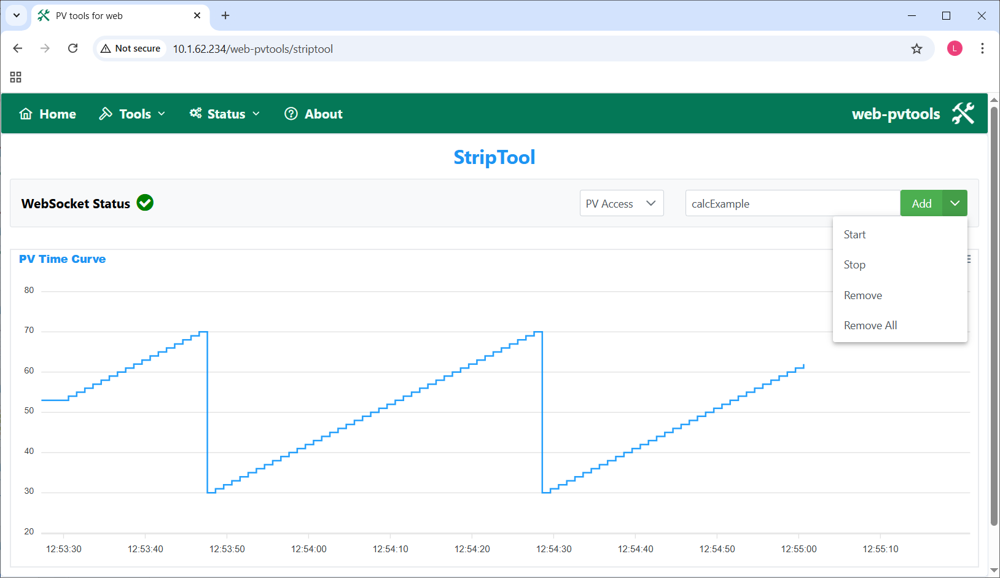 PV tools for web
Not secure 10.1.62.234/web-pvtools/striptool
L
Home Tools Status About web-pvtools
StripTool
WebSocket Status PV Access calcExample Add
Start
Stop
Remove
Remove All
PV Time Curve
80
70
60
50
40
30
20
12:53:30 12:53:40 12:53:50 12:54:00 12:54:10 12:54:20 12:54:30 12:54:40 12:54:50 12:55:00 12:55:10